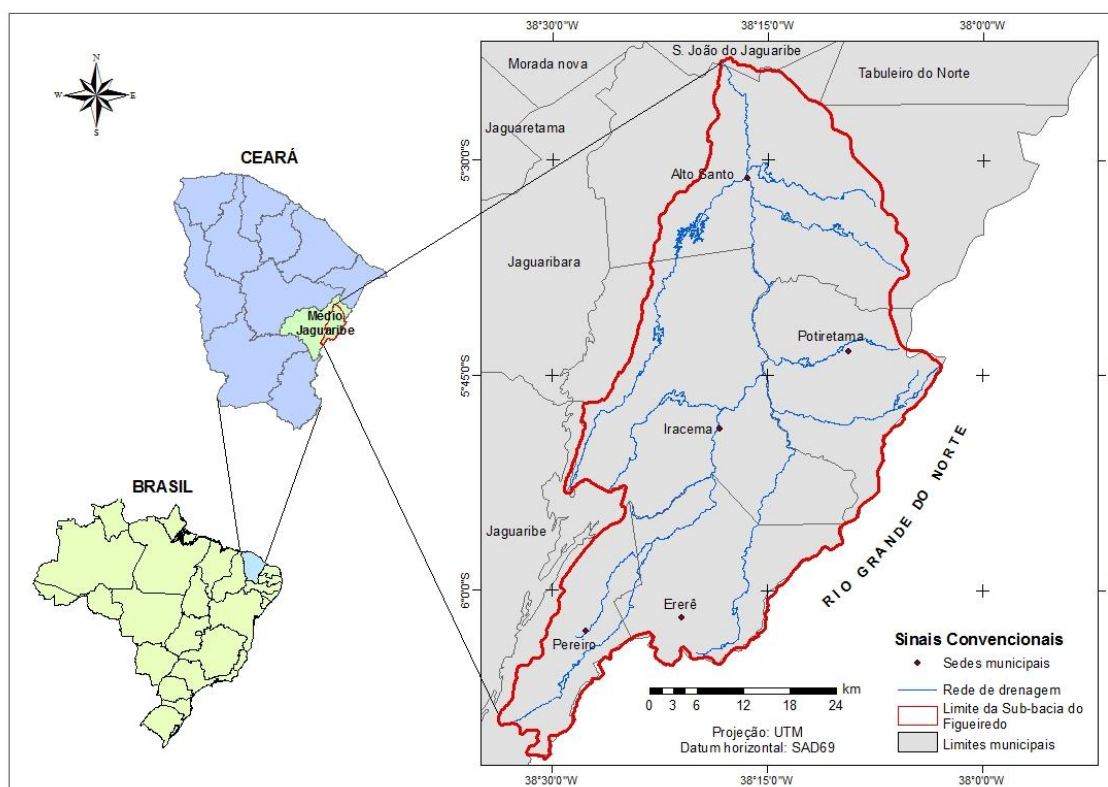 38°30'0"W
38°15'0"W
38°0'0"W
S. João do Jaguaribe
Morada nova
Tabuleiro do Norte
N
W
E
S
Jaguaretama
CEARÁ
5°30'0"S
Alto Santo
Jaguaribara
Médio
Jaguaribe
Potiretama
5°45'0"S
Iracema
BRASIL
Jaguaribe
RIO GRANDE DO NORTE
6°0'0"S
Ererê
Pereiro
Sinais Convencionais
Sedes municipais
Rede de drenagem
Limite da Sub-bacia do
Figueiredo
Limites municipais
km
0 3 6 12 18 24
Projeção: UTM
Datum horizontal: SAD69
38°30'0"W
38°15'0"W
38°0'0"W